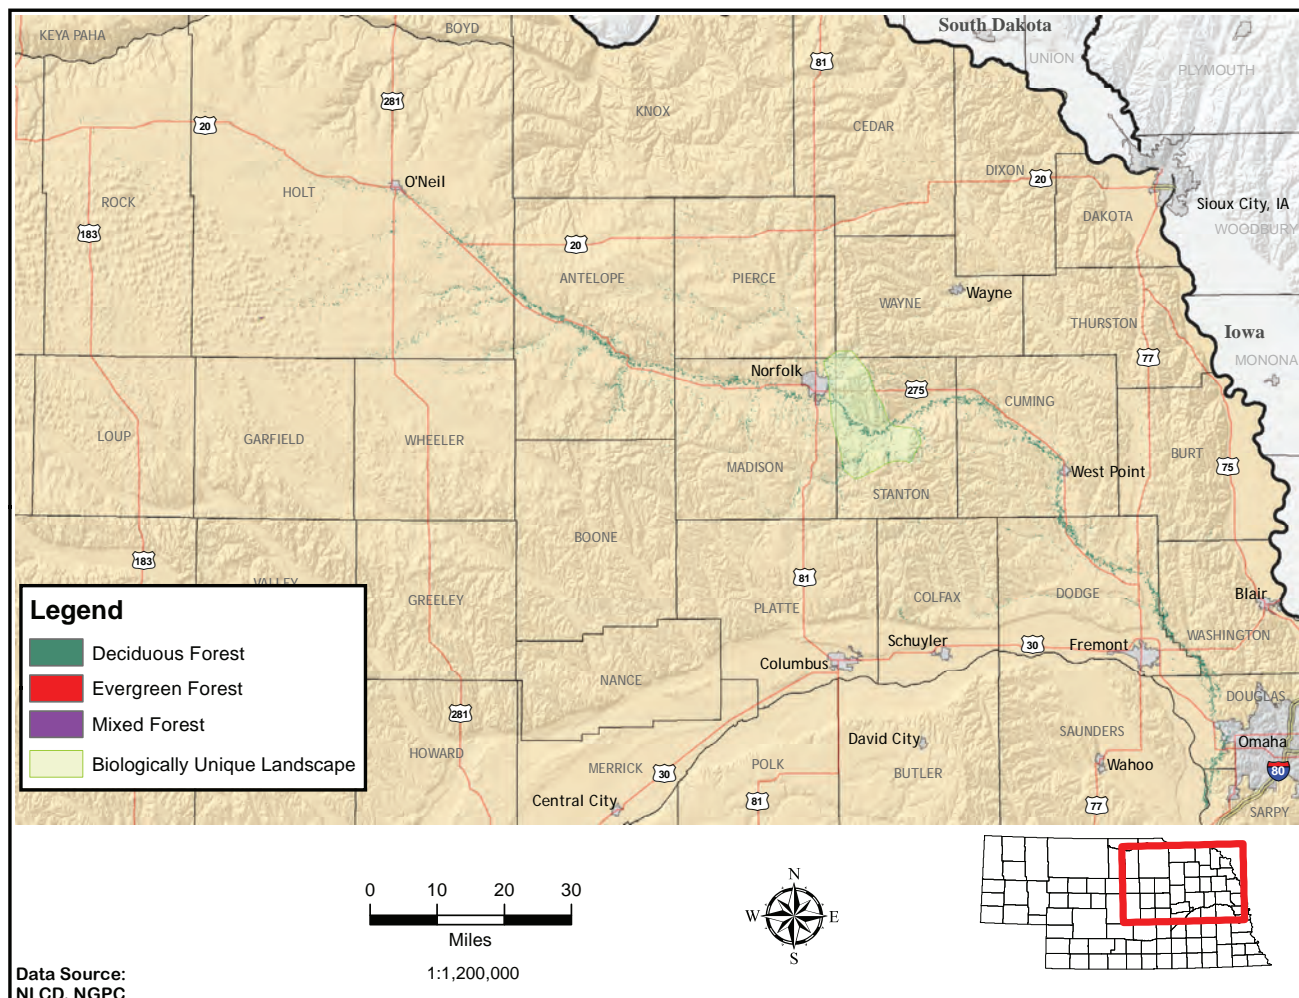 South Dakota
BOYD
KEYA PAHA
UNION
81
PLYMOUTH
281
KNOX
20
CEDAR
DIXON
20
O'Neil
HOLT
ROCK
Sioux City, IA
DAKOTA
WOODBURY
183
20
ANTELOPE
PIERCE
Wayne
WAYNE
THURSTON
Iowa
77
MONONA
Norfolk
275
CUMING
LOUP
GARFIELD
WHEELER
MADISON
West Point
BURT
75
STANTON
BOONE
183
81
VALLEY
GREELEY
COLFAX
DODGE
Blair
PLATTE
WASHINGTON
Schuyler
30
Fremont
Columbus
NANCE
DOUGLAS
281
SAUNDERS
HOWARD
David City
Omaha
MERRICK
30
POLK
BUTLER
Wahoo
80
Central City
81
77
SARPY
Legend
Deciduous Forest
Evergreen Forest
Mixed Forest
Biologically Unique Landscape
0 10 20 30
Miles
1:1,200,000
N
W E
S
Data Source:
NLCD, NGPC